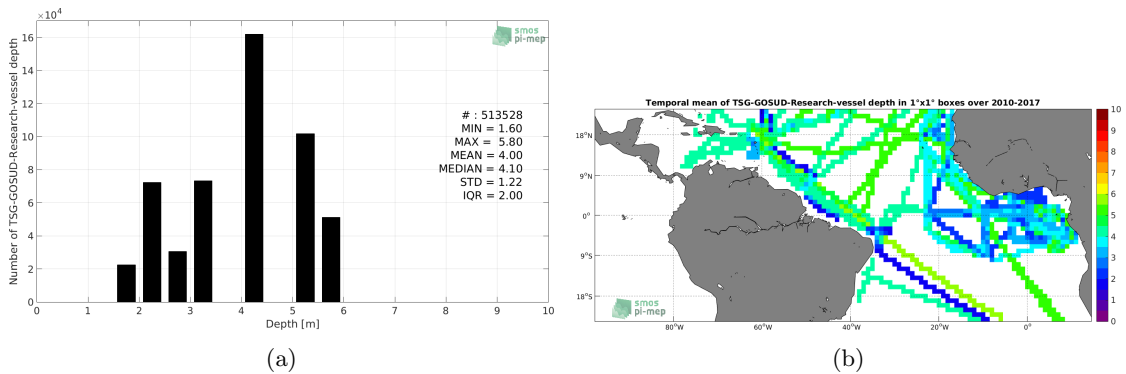 ×10⁴
smos
pi-mep
16
14
12
10
8
6
4
2
0
Number of TSG-GOSUD-Research-vessel depth
# : 513528
MIN = 1.60
MAX = 5.80
MEAN = 4.00
MEDIAN = 4.10
STD = 1.22
IQR = 2.00
0 1 2 3 4 5 6 7 8 9 10
Depth [m]
(a)
Temporal mean of TSG-GOSUD-Research-vessel depth in 1°x1° boxes over 2010-2017
18°N
9°N
0°
9°S
18°S
80°W 60°W 40°W 20°W 0°
smos
pi-mep
10
9
8
7
6
5
4
3
2
1
0
(b)